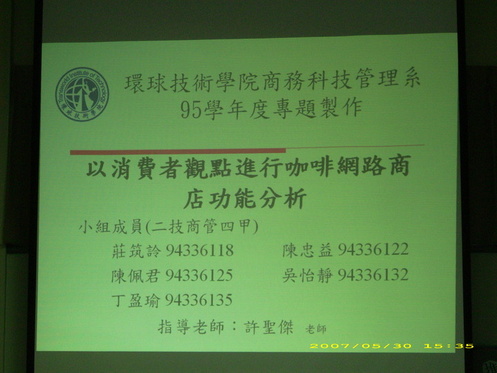 環球技術學院商務科技管理系
95學年度專題製作
以消費者觀點進行咖啡網路商
店功能分析
小組成員(二技商管四甲)
莊筑詅 94336118 陳忠益 94336122
陳佩君 94336125 吳怡靜 94336132
丁盈瑜 94336135
指導老師：許聖傑 老師
2007/05/30 15:35